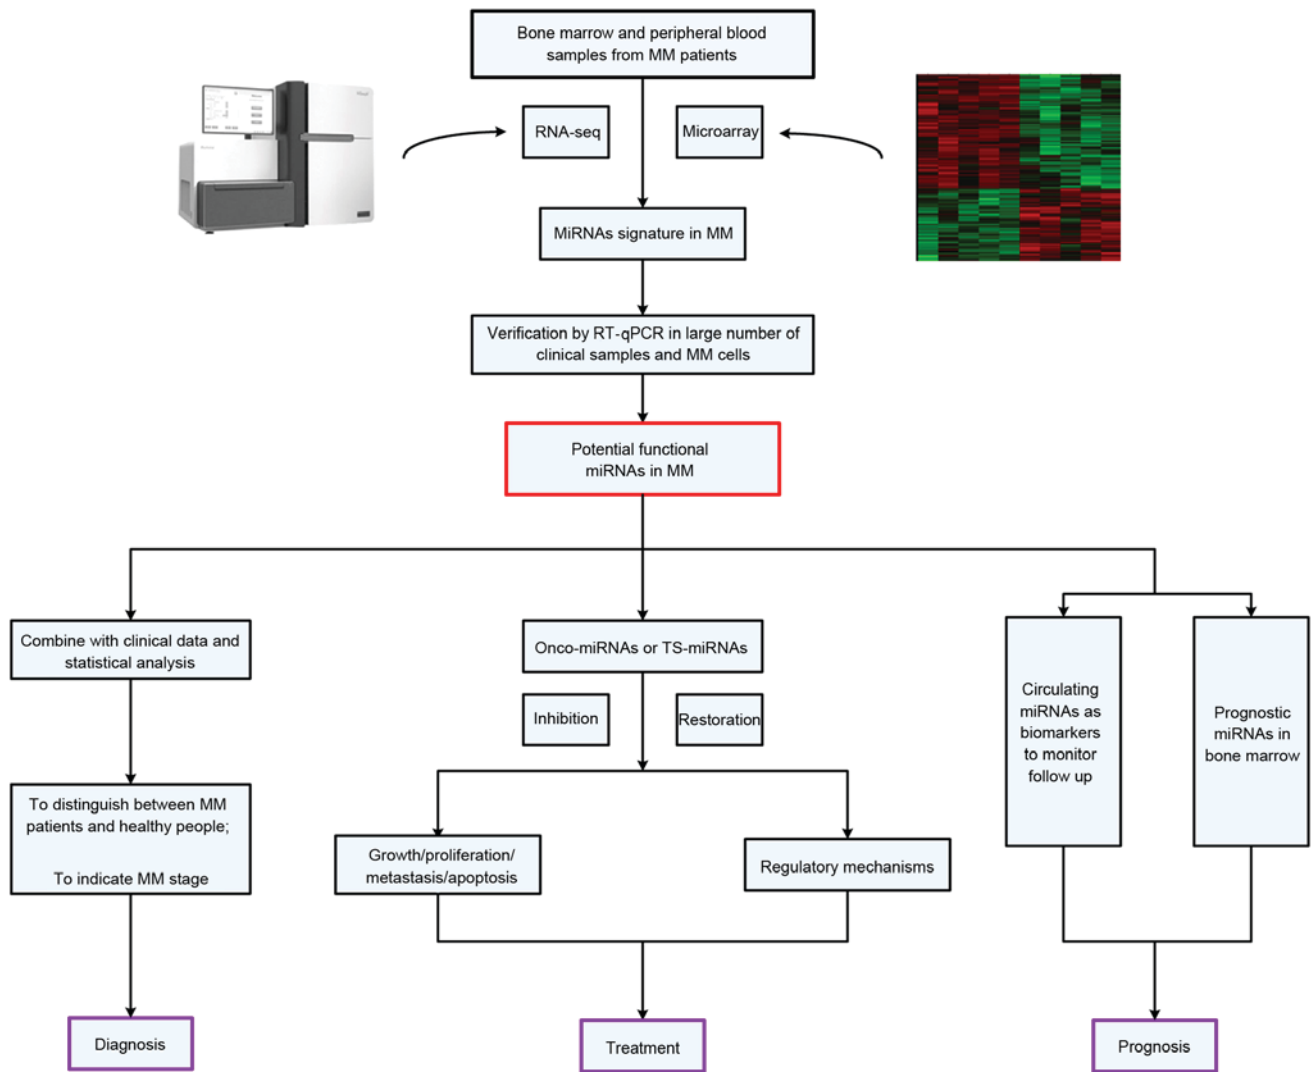 Bone marrow and peripheral blood
samples from MM patients
RNA-seq
Microarray
MiRNAs signature in MM
Verification by RT-qPCR in large number of
clinical samples and MM cells
Potential functional
miRNAs in MM
Combine with clinical data and
statistical analysis
To distinguish between MM
patients and healthy people;
To indicate MM stage
Diagnosis
Onco-miRNAs or TS-miRNAs
Inhibition
Restoration
Growth/proliferation/
metastasis/apoptosis
Regulatory mechanisms
Treatment
Circulating
miRNAs as
biomarkers
to monitor
follow up
Prognostic
miRNAs in
bone marrow
Prognosis